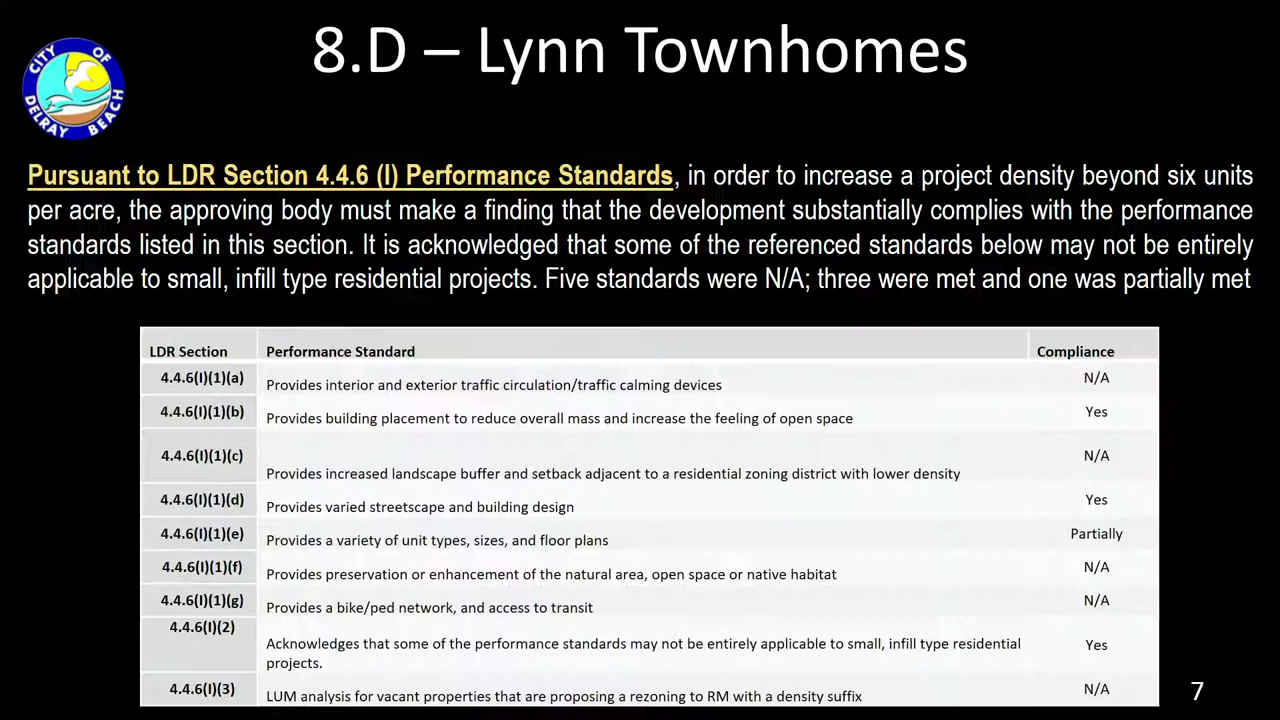 8.D – Lynn Townhomes
CITY OF
DELRAY BEACH
Pursuant to LDR Section 4.4.6 (I) Performance Standards, in order to increase a project density beyond six units
per acre, the approving body must make a finding that the development substantially complies with the performance
standards listed in this section. It is acknowledged that some of the referenced standards below may not be entirely
applicable to small, infill type residential projects. Five standards were N/A; three were met and one was partially met
LDR Section Performance Standard Compliance
4.4.6(I)(1)(a) Provides interior and exterior traffic circulation/traffic calming devices N/A
4.4.6(I)(1)(b) Provides building placement to reduce overall mass and increase the feeling of open space Yes
4.4.6(I)(1)(c) Provides increased landscape buffer and setback adjacent to a residential zoning district with lower density N/A
4.4.6(I)(1)(d) Provides varied streetscape and building design Yes
4.4.6(I)(1)(e) Provides a variety of unit types, sizes, and floor plans Partially
4.4.6(I)(1)(f) Provides preservation or enhancement of the natural area, open space or native habitat N/A
4.4.6(I)(1)(g) Provides a bike/ped network, and access to transit N/A
4.4.6(I)(2) Acknowledges that some of the performance standards may not be entirely applicable to small, infill type residential Yes
projects.
4.4.6(I)(3) LUM analysis for vacant properties that are proposing a rezoning to RM with a density suffix N/A
7